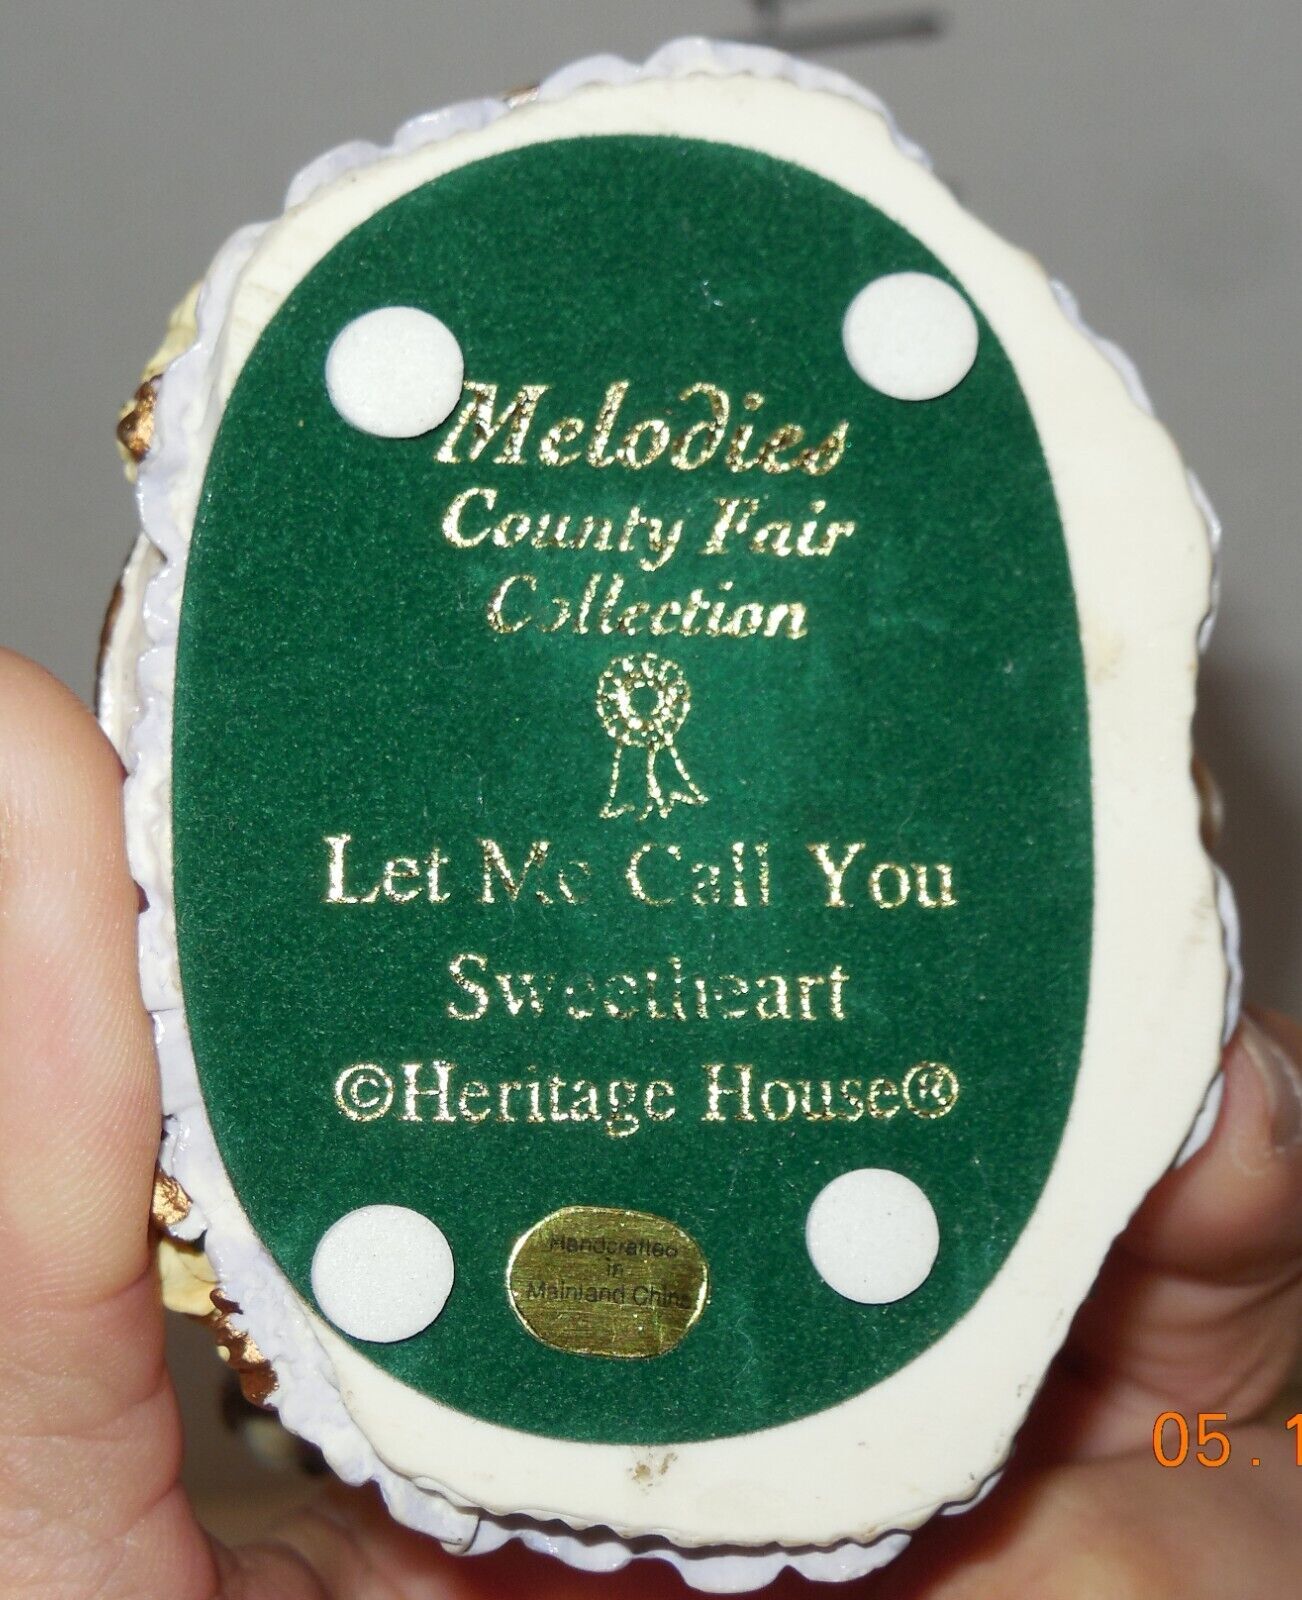 Melodies
County Fair
Collection
Let Me Call You
Sweetheart
©Heritage House®
Handcrafted
in
Mainland China
05.1